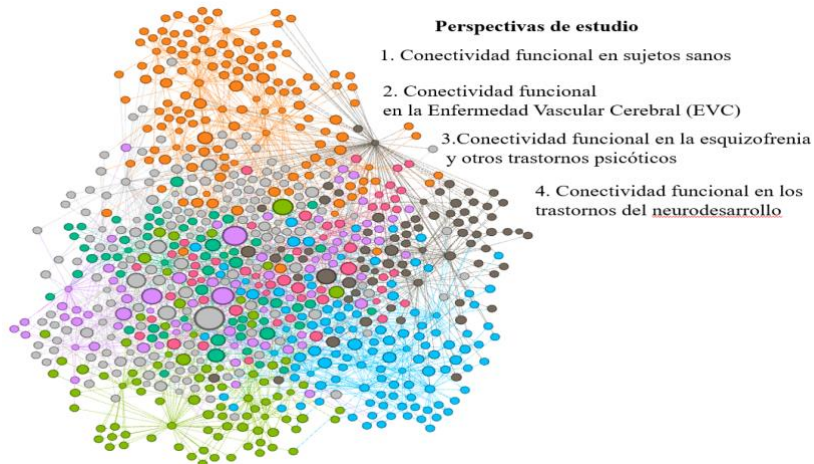 Perspectivas de estudio
1. Conectividad funcional en sujetos sanos
2. Conectividad funcional
en la Enfermedad Vascular Cerebral (EVC)
3.Conectividad funcional en la esquizofrenia
y otros trastornos psicóticos
4. Conectividad funcional en los
trastornos del neurodesarrollo